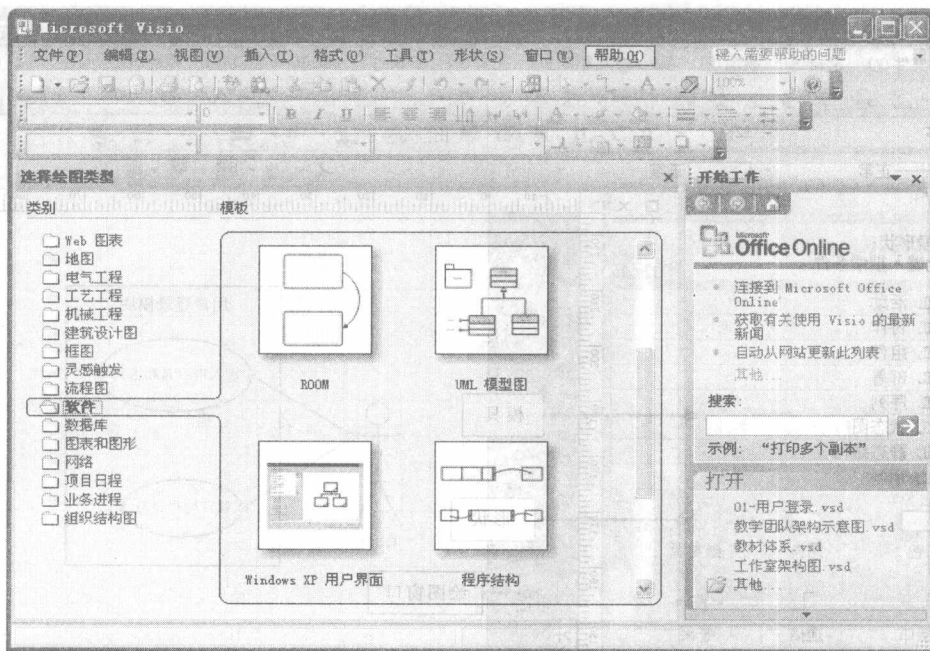 Microsoft Visio
文件(F) 编辑(E) 视图(V) 插入(I) 格式(O) 工具(T) 形状(S) 窗口(W) 帮助(H) 键入需要帮助的问题
100%
B I U
选择绘图类型
类别
模板
Web 图表
地图
电气工程
工艺工程
机械工程
建筑设计图
框图
灵感触发
流程图
软件
数据库
图表和图形
网络
项目日程
业务进程
组织结构图
ROOM
UML 模型图
Windows XP 用户界面
程序结构
开始工作
Microsoft
Office Online
连接到 Microsoft Office
Online
获取有关使用 Visio 的最新
新闻
自动从网站更新此列表
其他...
搜索:
示例: “打印多个副本”
打开
01-用户登录.vsd
教学团队架构示意图.vsd
教材体系.vsd
工作室架构图.vsd
其他...
绘图窗口